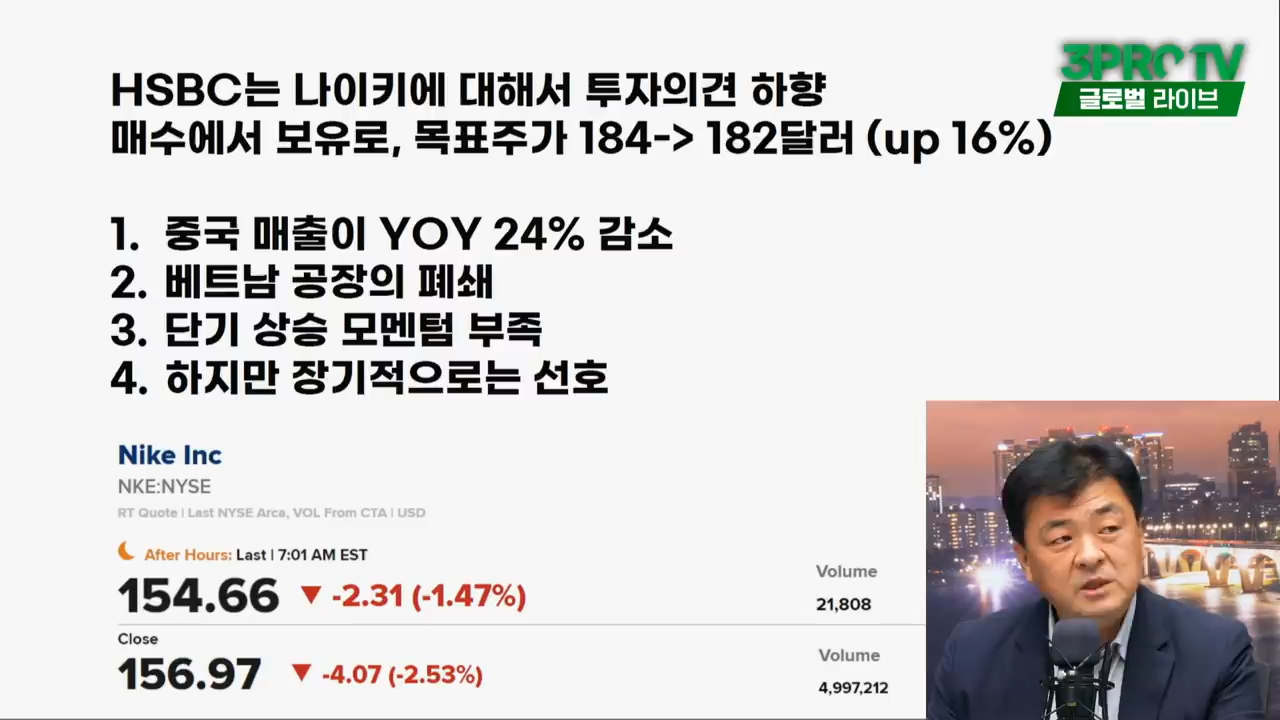 3PRO TV
글로벌 라이브
HSBC는 나이키에 대해서 투자의견 하향
매수에서 보유로, 목표주가 184-> 182달러 (up 16%)
1. 중국 매출이 YOY 24% 감소
2. 베트남 공장의 폐쇄
3. 단기 상승 모멘텀 부족
4. 하지만 장기적으로는 선호
Nike Inc
NKE:NYSE
RT Quote | Last NYSE Arca, VOL From CTA | USD
After Hours: Last | 7:01 AM EST
154.66 ▼ -2.31 (-1.47%)
Volume
21,808
Close
156.97 ▼ -4.07 (-2.53%)
Volume
4,997,212